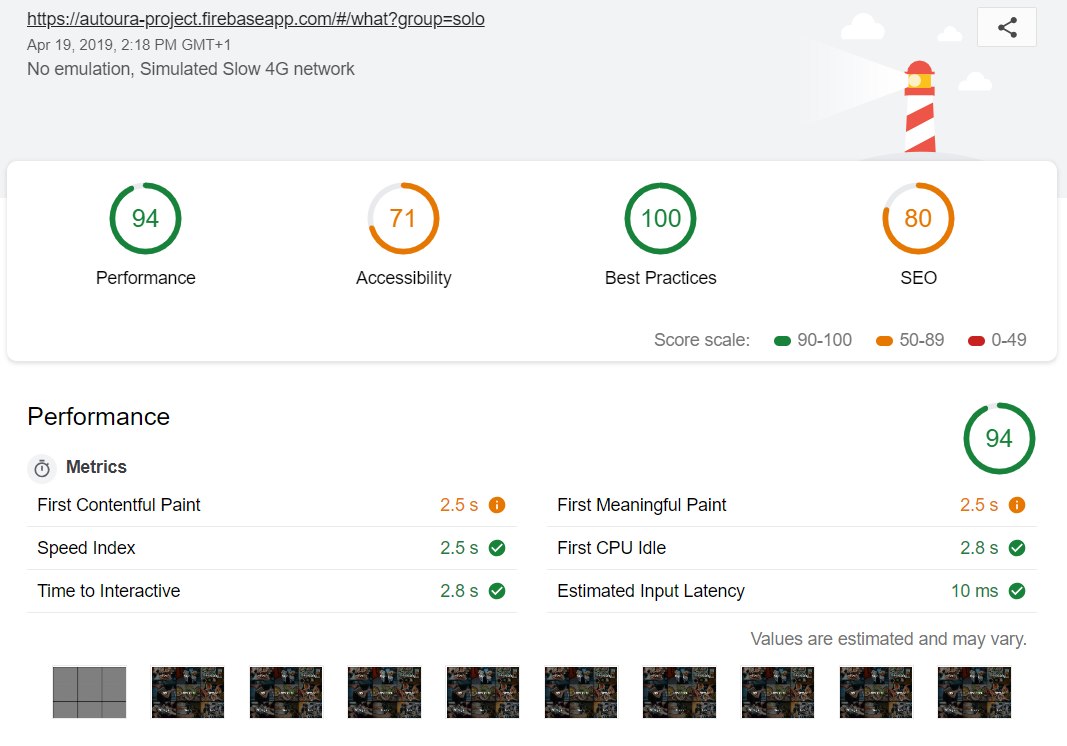 https://autoura-project.firebaseapp.com/#/what?group=solo
Apr 19, 2019, 2:18 PM GMT+1
No emulation, Simulated Slow 4G network
94 71 100 80
Performance Accessibility Best Practices SEO
Score scale: 90-100 50-89 0-49
Performance
94
Metrics
First Contentful Paint 2.5 s First Meaningful Paint 2.5 s
Speed Index 2.5 s First CPU Idle 2.8 s
Time to Interactive 2.8 s Estimated Input Latency 10 ms
Values are estimated and may vary.